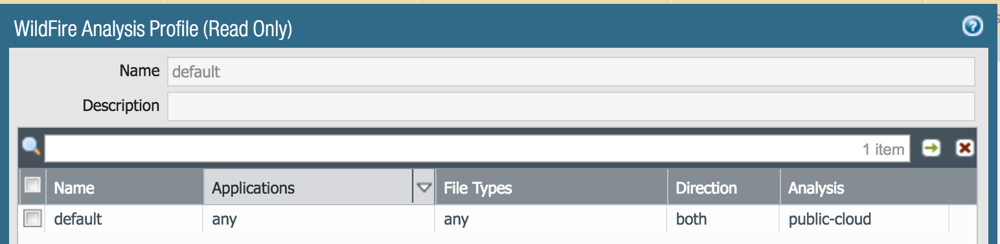 WildFire Analysis Profile (Read Only)
Name default
Description
1 item
Name Applications File Types Direction Analysis
default any any both public-cloud